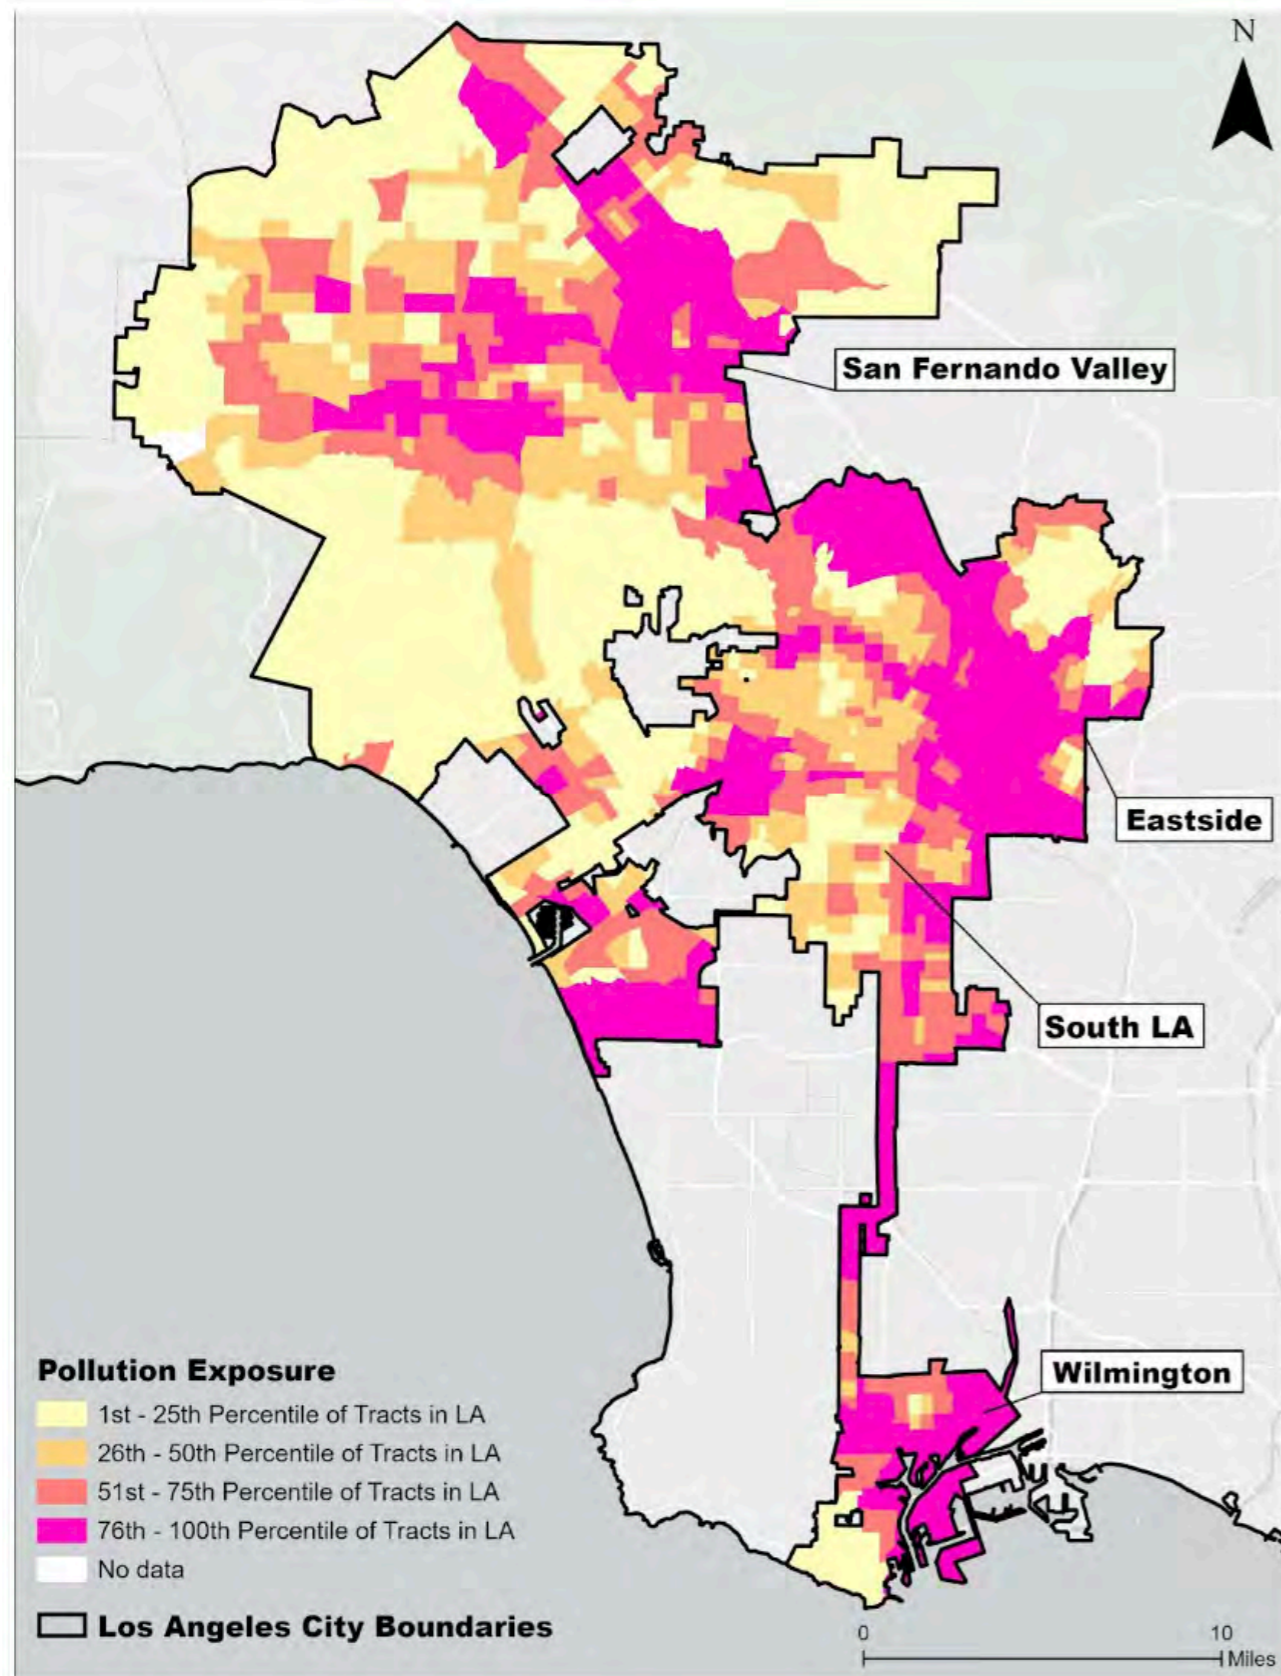 N
San Fernando Valley
Eastside
South LA
Wilmington
Pollution Exposure
1st - 25th Percentile of Tracts in LA
26th - 50th Percentile of Tracts in LA
51st - 75th Percentile of Tracts in LA
76th - 100th Percentile of Tracts in LA
No data
Los Angeles City Boundaries
0 10
Miles